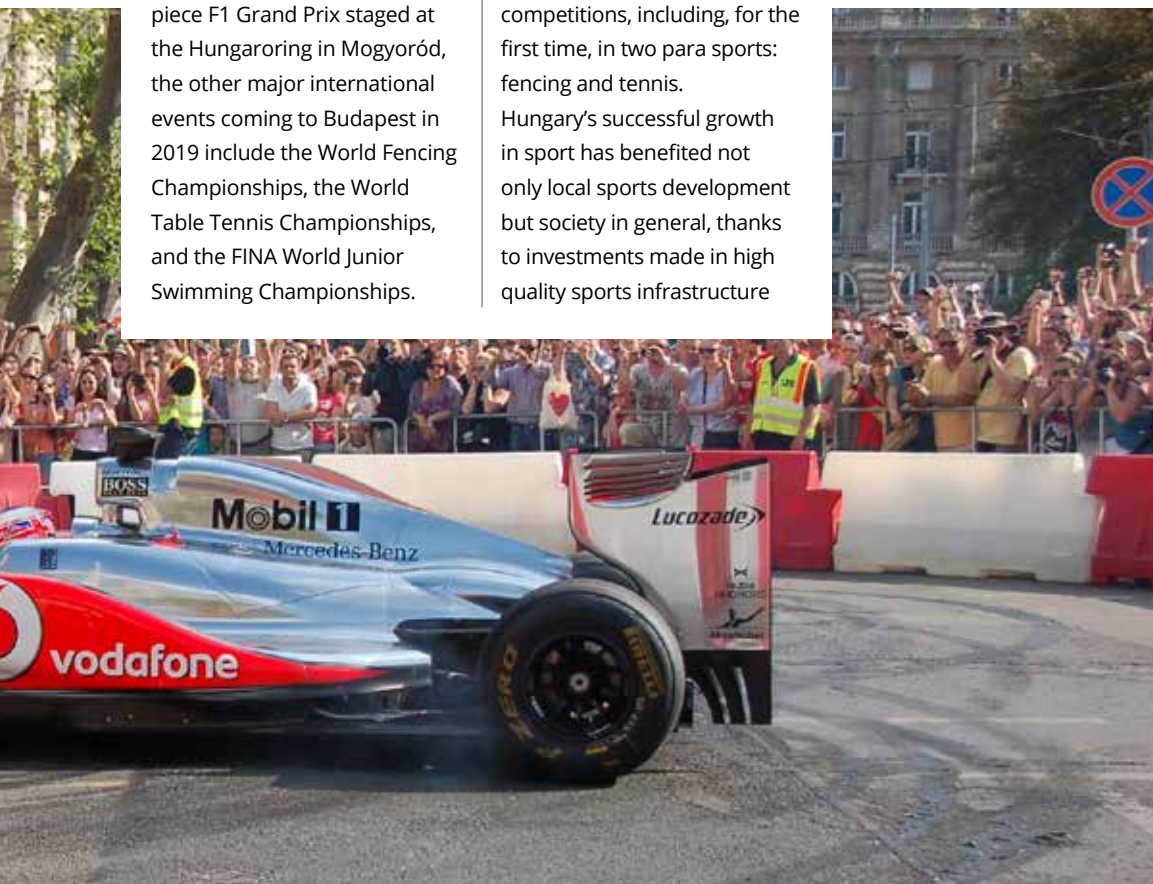 piece F1 Grand Prix staged at
the Hungaroring in Mogyoród,
the other major international
events coming to Budapest in
2019 include the World Fencing
Championships, the World
Table Tennis Championships,
and the FINA World Junior
Swimming Championships.
competitions, including, for the
first time, in two para sports:
fencing and tennis.
Hungary’s successful growth
in sport has benefited not
only local sports development
but society in general, thanks
to investments made in high
quality sports infrastructure
BOSS
Mobil 1
Mercedes-Benz
Lucozade
vodafone
PIRELLI
ZERO